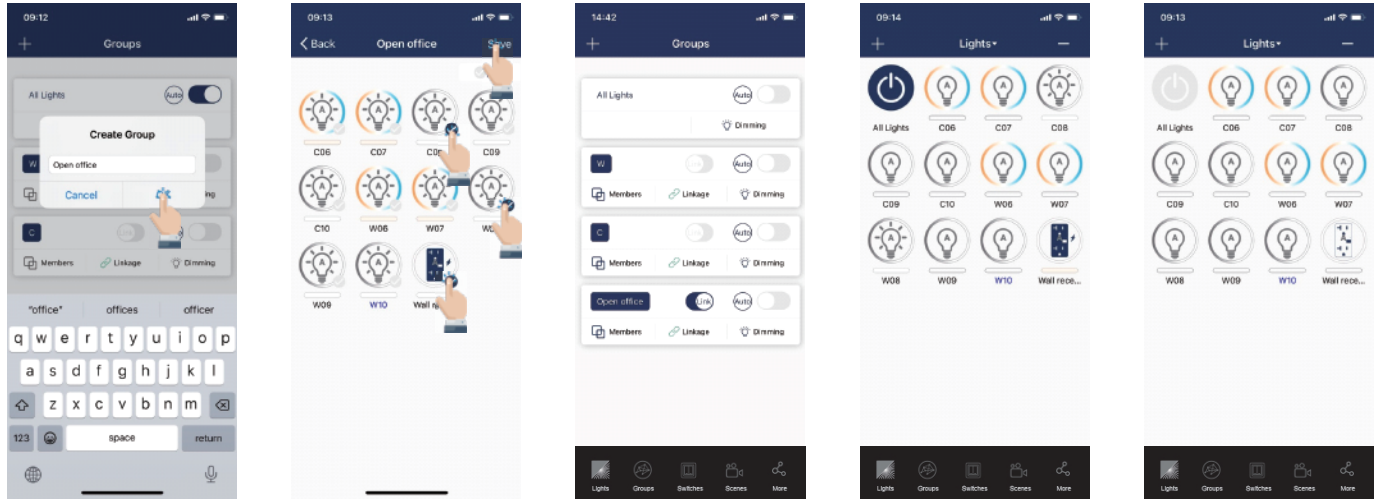 09:12
Groups
All Lights
Auto
Create Group
Open office
W
Cancel
C
Members
Linkage
Dimming
"office"
offices
officer
q w e r t y u i o p
a s d f g h j k l
z x c v b n m
123
space
return
09:13
Back
Open office
Save
C06
C07
C09
C10
W06
W07
W09
W10
14:42
Groups
All Lights
Auto
Dimming
W
Auto
Members
Linkage
Dimming
C
Auto
Members
Linkage
Dimming
Open office
Link
Auto
Members
Linkage
Dimming
Lights
Groups
Switches
Scenes
More
09:14
Lights
All Lights
C06
C07
C08
C09
C10
W06
W07
W08
W09
W10
Wall rece...
Lights
Groups
Switches
Scenes
More
09:13
Lights
All Lights
C06
C07
C08
C09
C10
W06
W07
W08
W09
W10
Wall rece...
Lights
Groups
Switches
Scenes
More